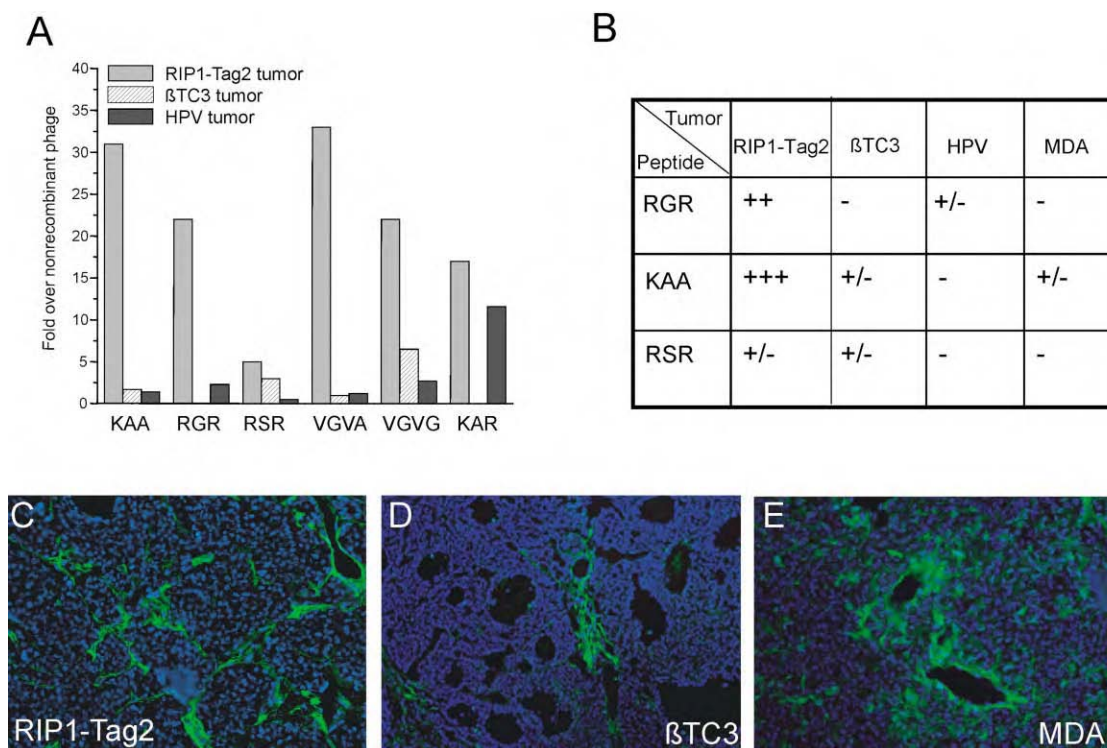 A
Fold over nonrecombinant phage
40
35
30
25
20
15
10
5
0
RIP1-Tag2 tumor
ßTC3 tumor
HPV tumor
KAA RGR RSR VGVA VGVG KAR
B
Tumor
Peptide
RIP1-Tag2 ßTC3 HPV MDA
RGR ++ - +/- -
KAA +++ +/- - +/-
RSR +/- +/- - -
C
RIP1-Tag2
D
ßTC3
E
MDA